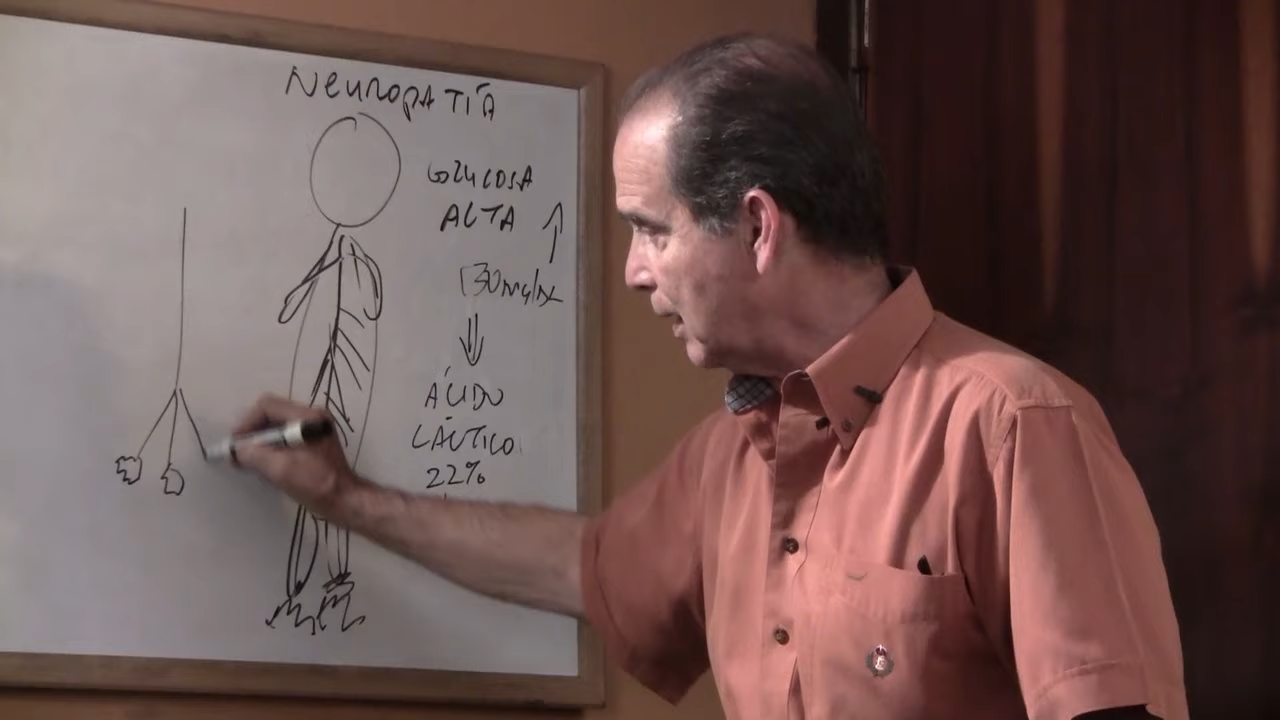 NeuroPATÍA
GLUCOSA
ALTA
130mg/dL
ÁCIDO
LÁCTICO
22%